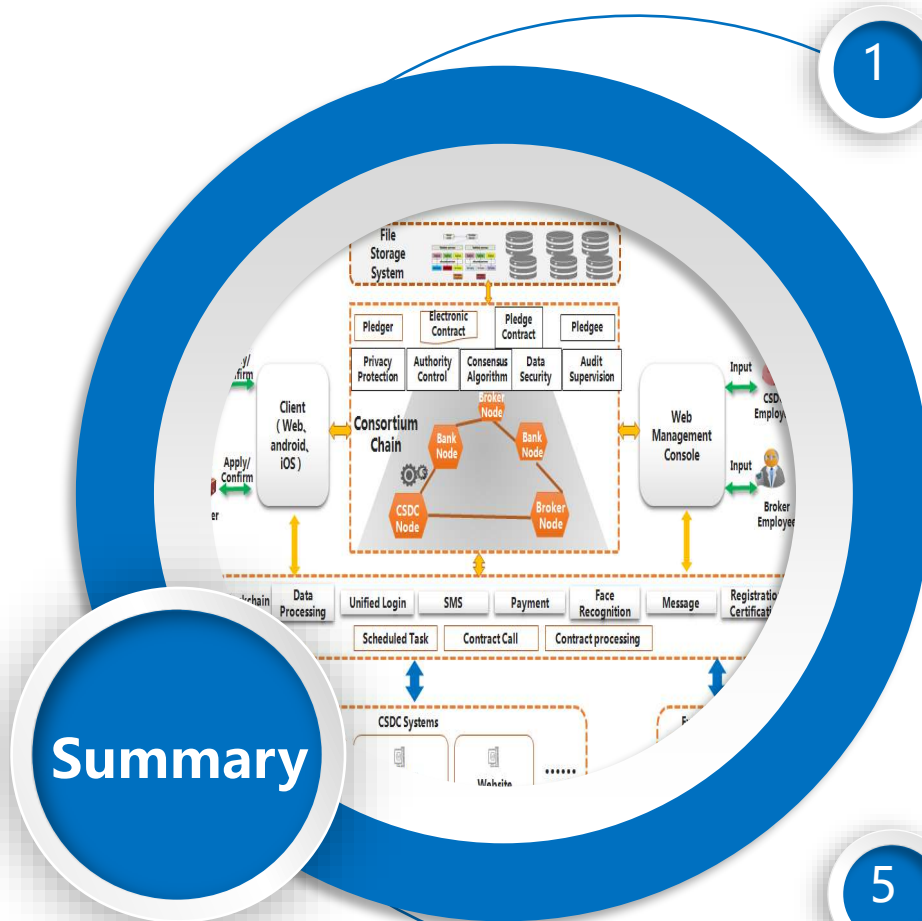 1
File
Storage
System
Pledger
Electronic
Contract
Pledge
Contract
Pledgee
Privacy
Protection
Authority
Control
Consensus
Algorithm
Data
Security
Audit
Supervision
Client
(Web、
android、
iOS)
Apply/
Confirm
Consortium
Chain
Broker
Node
Bank
Node
Bank
Node
CSDC
Node
Broker
Node
Web
Management
Console
Input
Input
Broker
Employee
Data
Processing
Unified Login
SMS
Payment
Face
Recognition
Message
Scheduled Task
Contract Call
Contract processing
CSDC Systems
Website
......
Summary
5